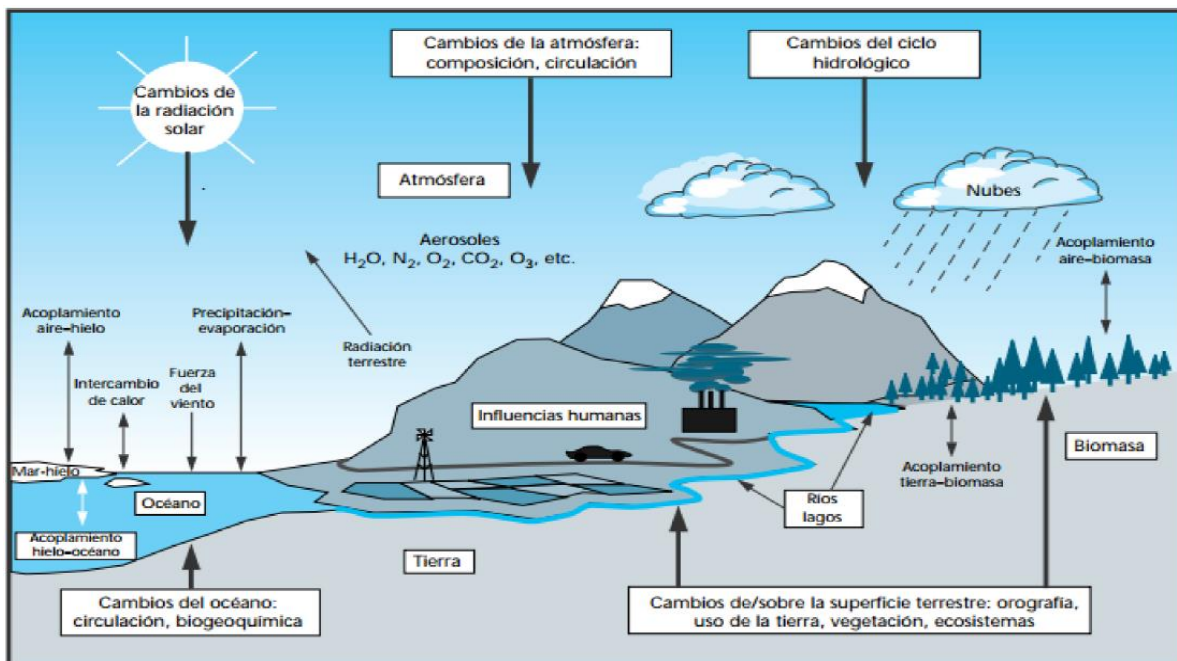 Cambios de la atmósfera:
composición, circulación
Cambios del ciclo
hidrológico
Cambios de
la radiación
solar
Atmósfera
Nubes
Aerosoles
H₂O, N₂, O₂, CO₂, O₃, etc.
Acoplamiento
aire–biomasa
Acoplamiento
aire–hielo
Precipitación–
evaporación
Radiación
terrestre
Intercambio
de calor
Fuerza
del
viento
Influencias humanas
Mar-hielo
Océano
Acoplamiento
hielo–océano
Biomasa
Acoplamiento
tierra–biomasa
Ríos
lagos
Tierra
Cambios del océano:
circulación, biogeoquímica
Cambios de/sobre la superficie terrestre: orografía,
uso de la tierra, vegetación, ecosistemas